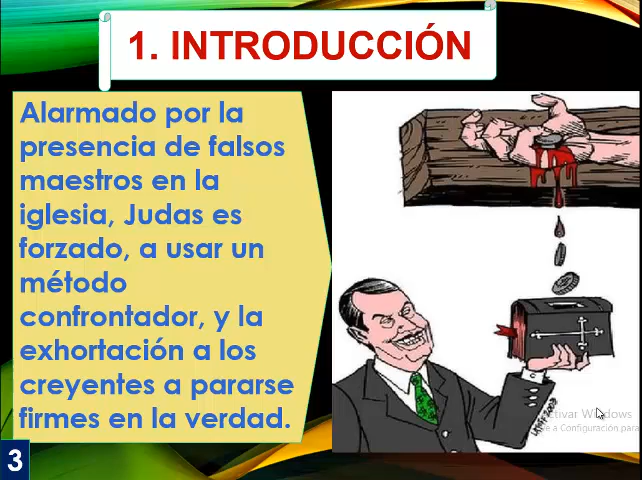 1. INTRODUCCIÓN
Alarmado por la
presencia de falsos
maestros en la
iglesia, Judas es
forzado, a usar un
método
confrontador, y la
exhortación a los
creyentes a pararse
firmes en la verdad.
3